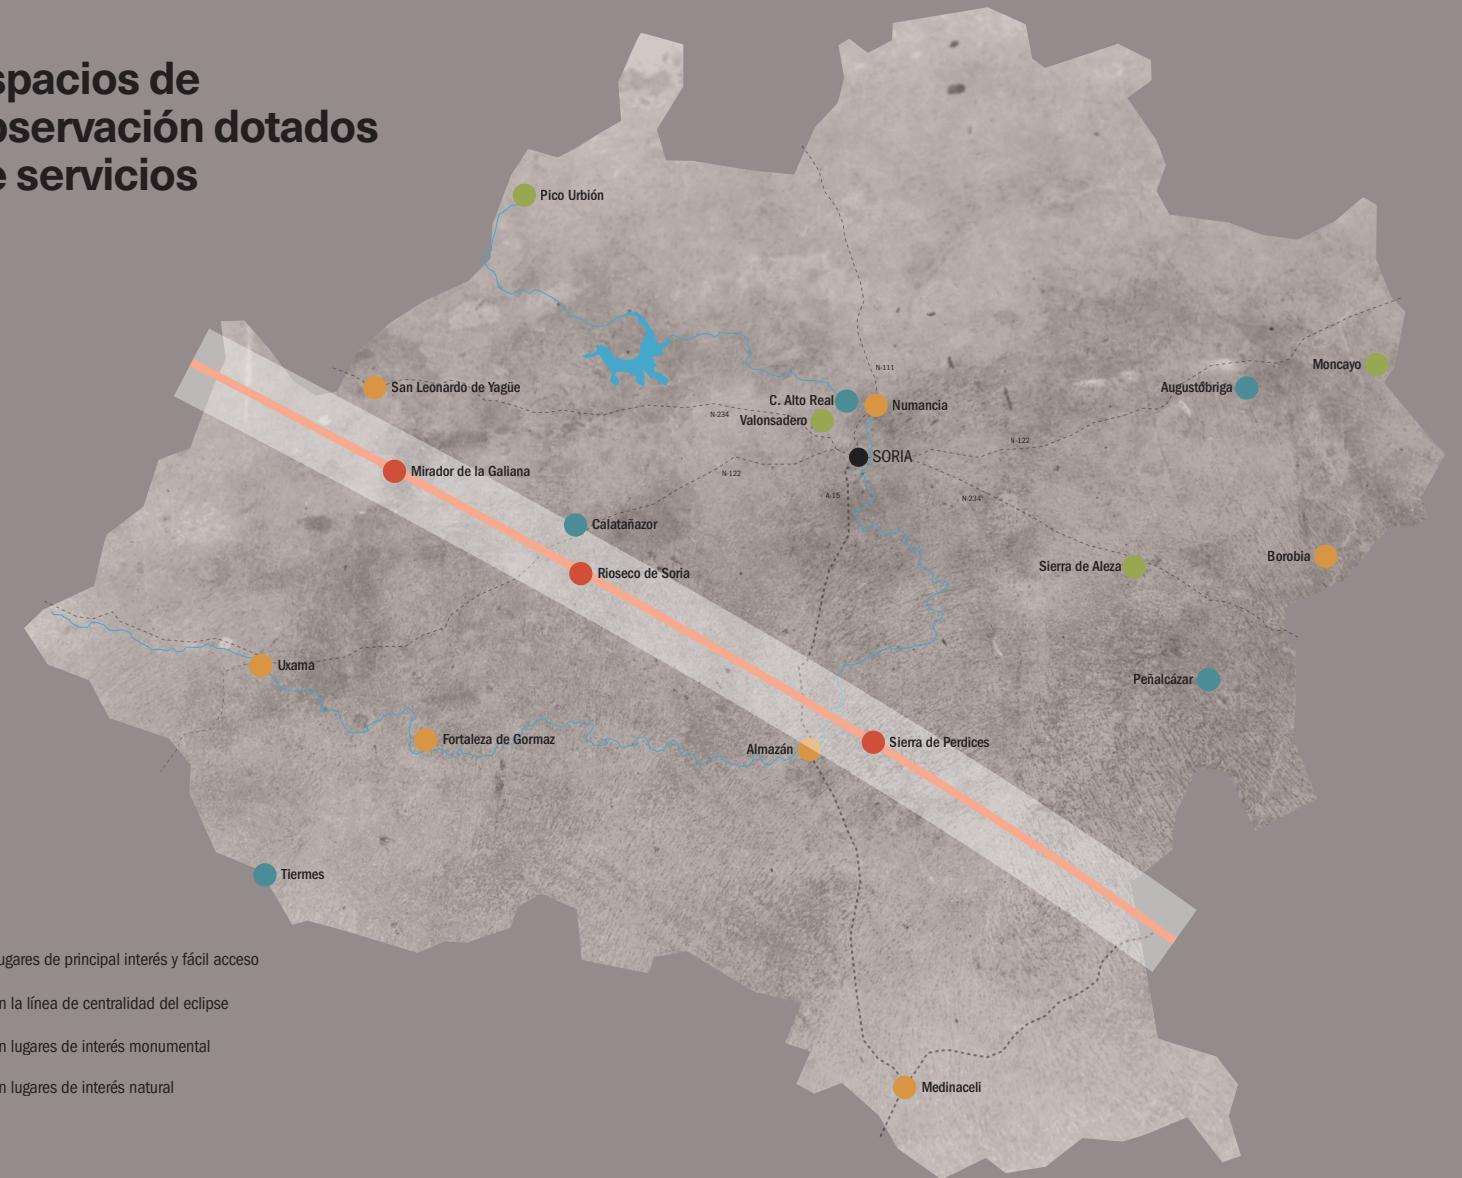 spacios de
bservación dotados
e servicios
Pico Urbión
San Leonardo de Yagüe
N-111
Moncayo
Augustóbriga
C. Alto Real
Numancia
N-234
Valonsadero
N-122
SORIA
Mirador de la Galiana
N-122
A-15
N-234
Calatañazor
Borobia
Sierra de Aleza
Rioseco de Soria
Uxama
Peñalcázar
Fortaleza de Gormaz
Almazán
Sierra de Perdices
Tiermes
ugares de principal interés y fácil acceso
n la línea de centralidad del eclipse
n lugares de interés monumental
n lugares de interés natural
Medinaceli